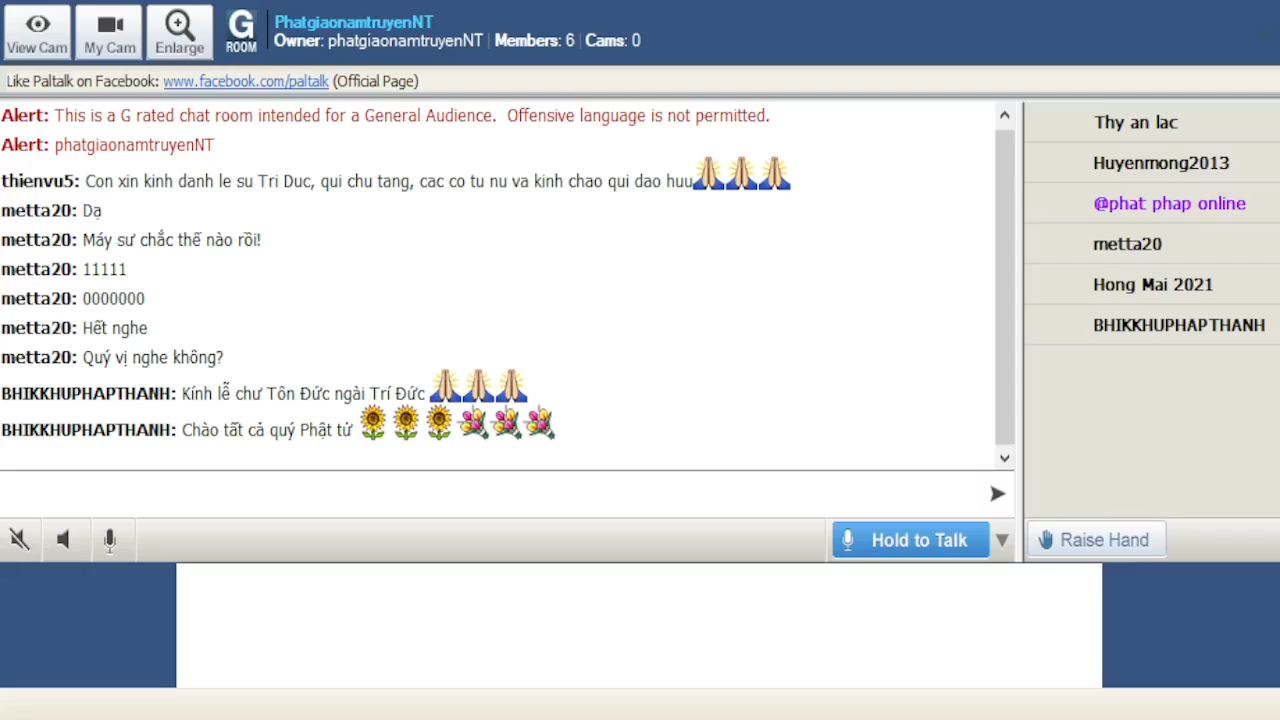 View Cam
My Cam
Enlarge
G
ROOM
PhatgiaonamtruyenNT
Owner: phatgiaonamtruyenNT | Members: 6 | Cams: 0
Like Paltalk on Facebook: www.facebook.com/paltalk (Official Page)
Alert: This is a G rated chat room intended for a General Audience.  Offensive language is not permitted.
Alert: phatgiaonamtruyenNT
thienvu5: Con xin kinh danh le su Tri Duc, qui chu tang, cac co tu nu va kinh chao qui dao huu
metta20: Dạ
metta20: Máy sư chắc thế nào rồi!
metta20: 11111
metta20: 0000000
metta20: Hết nghe
metta20: Quý vị nghe không?
BHIKKHUPHAPTHANH: Kính lễ chư Tôn Đức ngài Trí Đức
BHIKKHUPHAPTHANH: Chào tất cả quý Phật tử
Thy an lac
Huyenmong2013
@phat phap online
metta20
Hong Mai 2021
BHIKKHUPHAPTHANH
Hold to Talk
Raise Hand